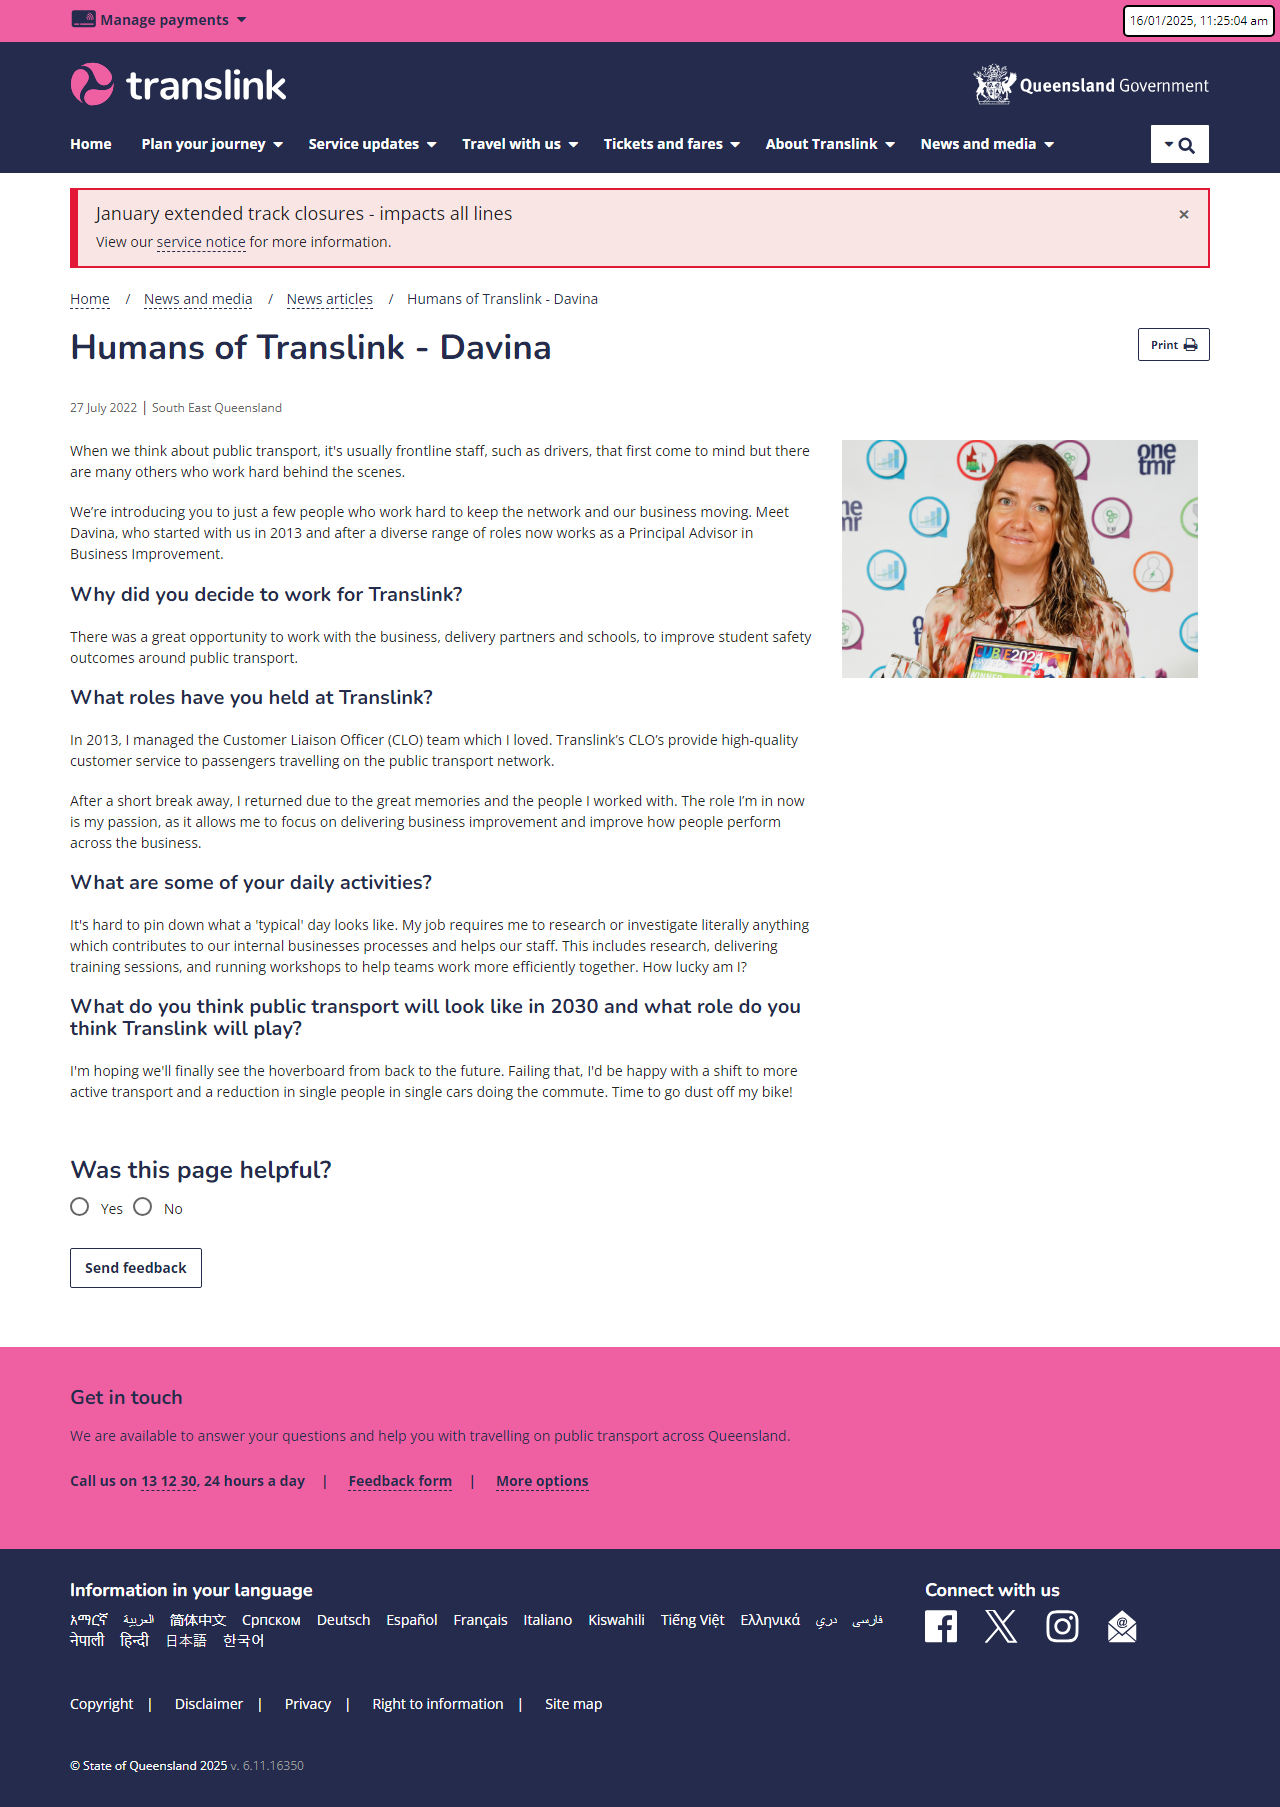 Manage payments
16/01/2025, 11:25:04 am
translink
Queensland Government
Home Plan your journey Service updates Travel with us Tickets and fares About Translink News and media
January extended track closures - impacts all lines ×
View our service notice for more information.
Home / News and media / News articles / Humans of Translink - Davina
Humans of Translink - Davina
Print
27 July 2022 | South East Queensland
When we think about public transport, it's usually frontline staff, such as drivers, that first come to mind but there
are many others who work hard behind the scenes.
one
tmr
CUBIE2021
We’re introducing you to just a few people who work hard to keep the network and our business moving. Meet
Davina, who started with us in 2013 and after a diverse range of roles now works as a Principal Advisor in
Business Improvement.
Why did you decide to work for Translink?
There was a great opportunity to work with the business, delivery partners and schools, to improve student safety
outcomes around public transport.
What roles have you held at Translink?
In 2013, I managed the Customer Liaison Officer (CLO) team which I loved. Translink’s CLO’s provide high-quality
customer service to passengers travelling on the public transport network.
After a short break away, I returned due to the great memories and the people I worked with. The role I’m in now
is my passion, as it allows me to focus on delivering business improvement and improve how people perform
across the business.
What are some of your daily activities?
It's hard to pin down what a 'typical' day looks like. My job requires me to research or investigate literally anything
which contributes to our internal businesses processes and helps our staff. This includes research, delivering
training sessions, and running workshops to help teams work more efficiently together. How lucky am I?
What do you think public transport will look like in 2030 and what role do you
think Translink will play?
I'm hoping we'll finally see the hoverboard from back to the future. Failing that, I'd be happy with a shift to more
active transport and a reduction in single people in single cars doing the commute. Time to go dust off my bike!
Was this page helpful?
Yes No
Send feedback
Get in touch
We are available to answer your questions and help you with travelling on public transport across Queensland.
Call us on 13 12 30, 24 hours a day | Feedback form | More options
Information in your language
Connect with us
አማርኛ العربية 简体中文 Српском Deutsch Español Français Italiano Kiswahili Tiếng Việt Ελληνικά دري فارسی
नेपाली हिन्दी 日本語 한국어
Copyright | Disclaimer | Privacy | Right to information | Site map
© State of Queensland 2025 v. 6.11.16350